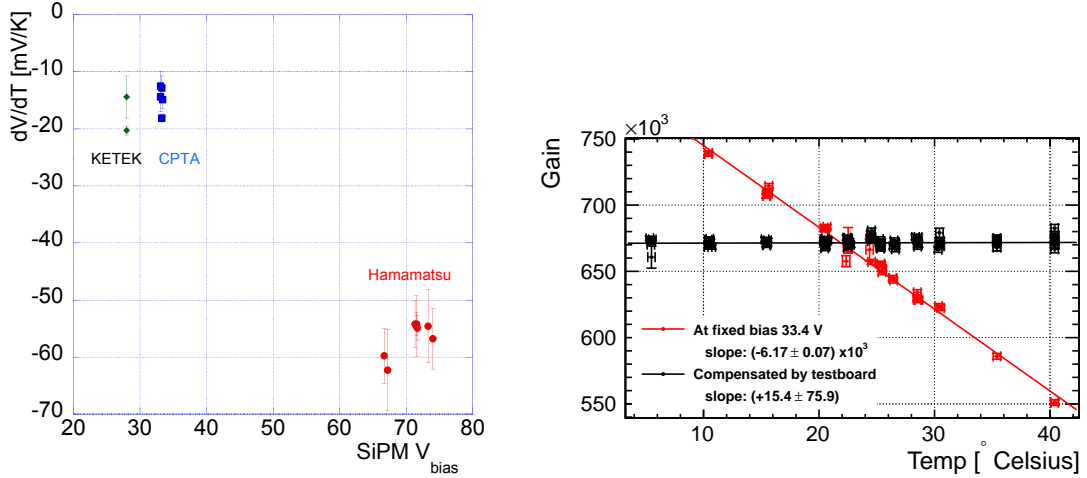 dV/dT [mV/K]
0
-10
-20
-30
-40
-50
-60
-70
KETEK
CPTA
Hamamatsu
20 30 40 50 60 70 80
SiPM V_bias
×10³
Gain
750
700
650
600
550
At fixed bias 33.4 V
slope: (-6.17 ± 0.07) x10³
Compensated by testboard
slope: (+15.4 ± 75.9)
10 20 30 40
Temp [° Celsius]